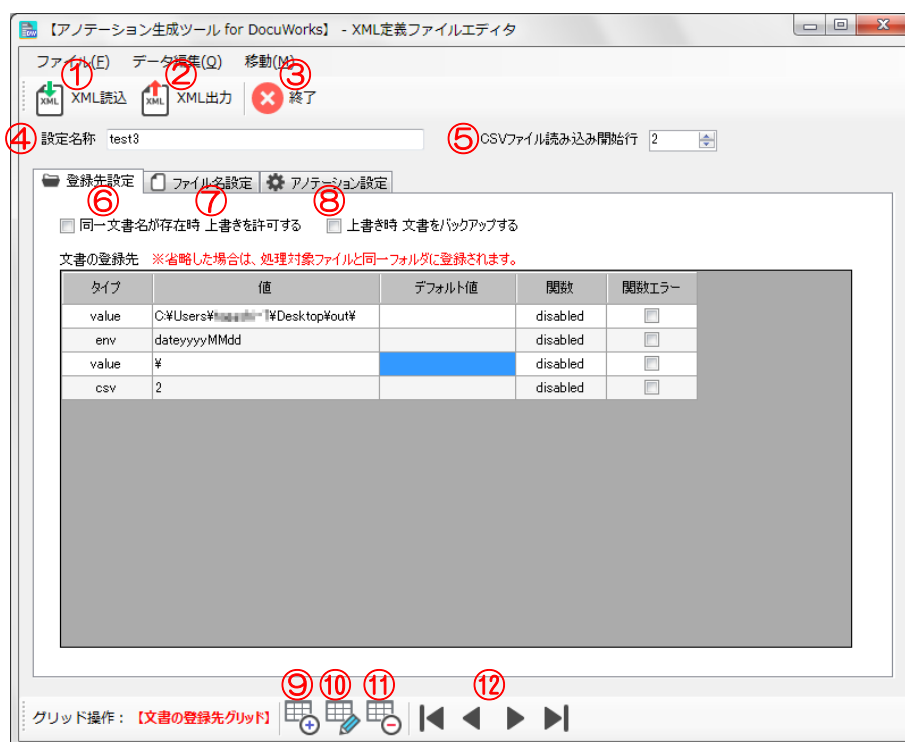 【アノテーション生成ツール for DocuWorks】 - XML定義ファイルエディタ
ファイル(F) データ編集(Q) 移動(M)
① ② ③
XML XML読込 XML XML出力 終了
④ 設定名称 test3 ⑤ CSVファイル読み込み開始行 2
登録先設定 ファイル名設定 アノテーション設定
⑥ ⑦ ⑧
同一文書名が存在時 上書きを許可する 上書き時 文書をバックアップする
文書の登録先 ※省略した場合は、処理対象ファイルと同一フォルダに登録されます。
タイプ 値 デフォルト値 関数 関数エラー
value C:¥Users¥ ¥Desktop¥out¥ disabled
env dateyyyyMMdd disabled
value ¥ disabled
csv 2 disabled
⑨ ⑩ ⑪ ⑫
グリッド操作： 【文書の登録先グリッド】